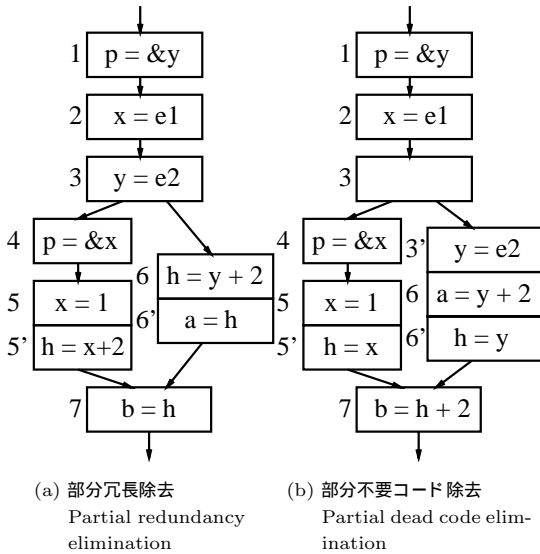 1 p = &y
2 x = e1
3 y = e2
4 p = &x
5 x = 1
5' h = x+2
6 h = y + 2
6' a = h
7 b = h
(a) 部分冗長除去
Partial redundancy
elimination
1 p = &y
2 x = e1
3
4 p = &x
5 x = 1
5' h = x
3' y = e2
6 a = y + 2
6' h = y
7 b = h + 2
(b) 部分不要コード除去
Partial dead code elim-
ination